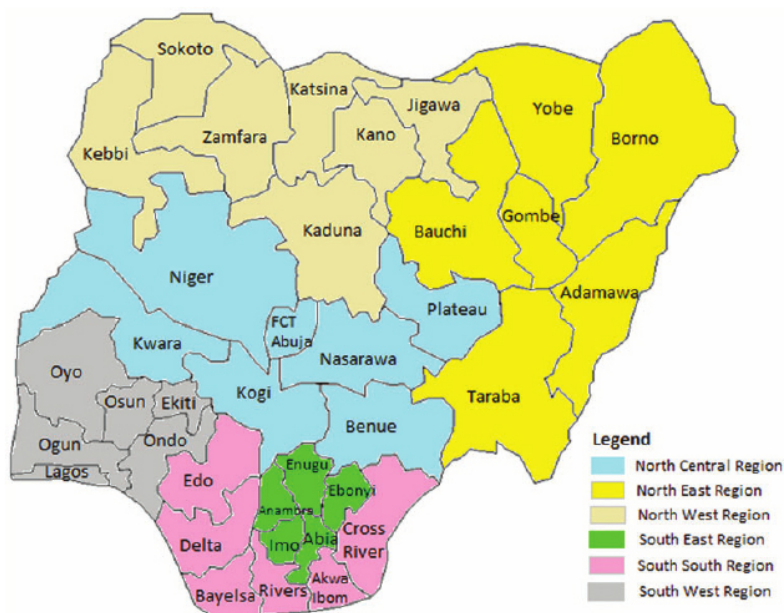 Sokoto
Katsina
Jigawa
Yobe
Zamfara
Kano
Borno
Kebbi
Kaduna
Bauchi
Gombe
Niger
Adamawa
Plateau
FCT
Abuja
Kwara
Nasarawa
Oyo
Kogi
Taraba
Osun
Ekiti
Benue
Ogun
Ondo
Lagos
Enugu
Edo
Ebonyi
Anambra
Cross
River
Delta
Imo
Abia
Bayelsa
Rivers
Akwa
Ibom
Legend
North Central Region
North East Region
North West Region
South East Region
South South Region
South West Region